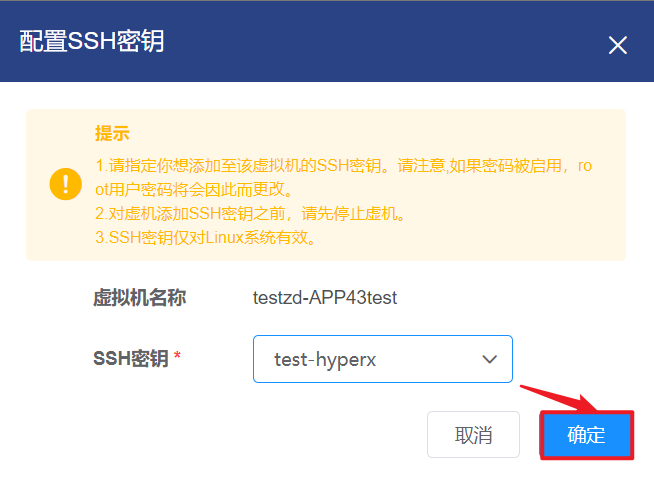 配置SSH密钥
提示
1.请指定你想添加至该虚拟机的SSH密钥。请注意,如果密码被启用，ro
ot用户密码将会因此而更改。
2.对虚机添加SSH密钥之前，请先停止虚机。
3.SSH密钥仅对Linux系统有效。
虚拟机名称 testzd-APP43test
SSH密钥 * test-hyperx
取消 确定